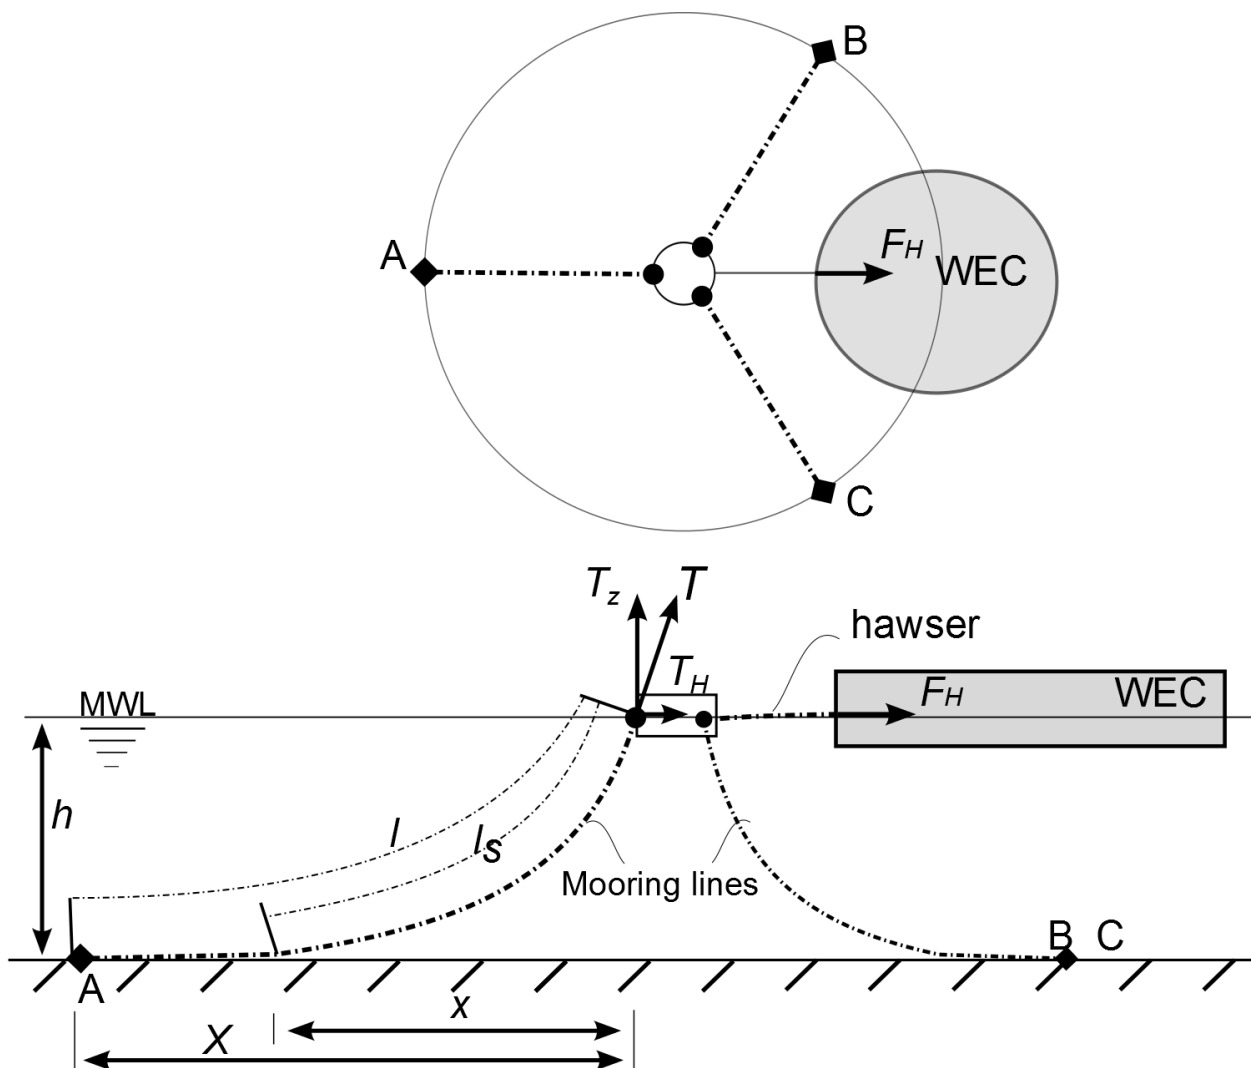 B
A
F_H
WEC
C
T_z
T
hawser
T_H
MWL
F_H
WEC
h
l
l_s
Mooring lines
B C
A
x
X